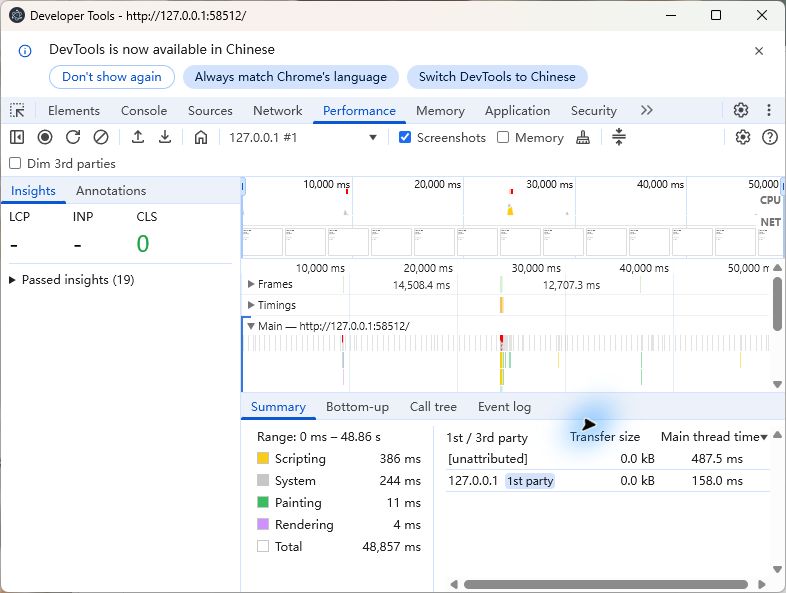 Developer Tools - http://127.0.0.1:58512/
DevTools is now available in Chinese
Don't show again Always match Chrome's language Switch DevTools to Chinese
Elements Console Sources Network Performance Memory Application Security
127.0.0.1 #1 Screenshots Memory
Dim 3rd parties
Insights Annotations
LCP INP CLS
- - 0
Passed insights (19)
10,000 ms 20,000 ms 30,000 ms 40,000 ms 50,000
CPU
NET
10,000 ms 20,000 ms 30,000 ms 40,000 ms 50,000 m
Frames 14,508.4 ms 12,707.3 ms
Timings
Main — http://127.0.0.1:58512/
Summary Bottom-up Call tree Event log
Range: 0 ms – 48.86 s
Scripting 386 ms
System 244 ms
Painting 11 ms
Rendering 4 ms
Total 48,857 ms
1st / 3rd party Transfer size Main thread time
[unattributed] 0.0 kB 487.5 ms
127.0.0.1 1st party 0.0 kB 158.0 ms